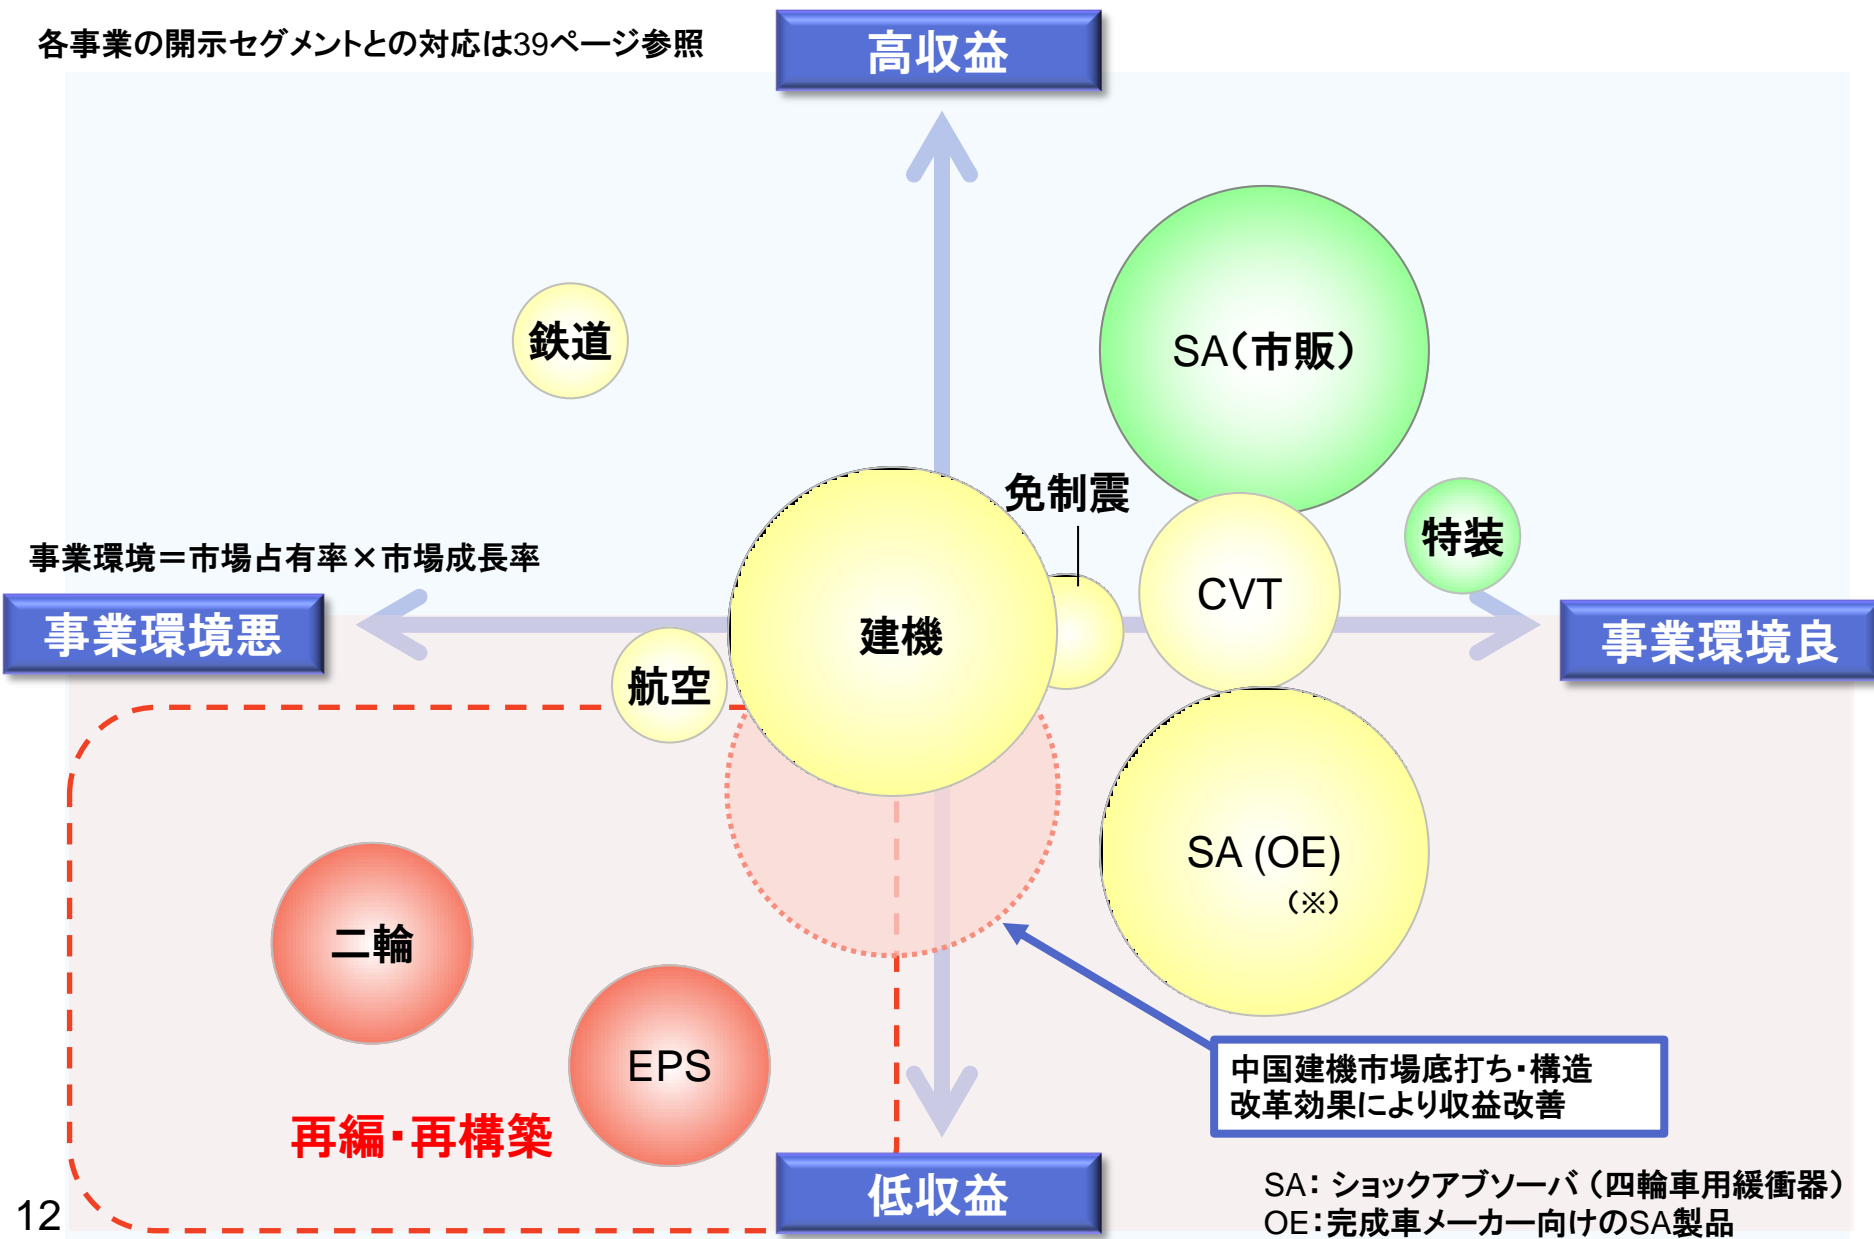 各事業の開示セグメントとの対応は39ページ参照
高収益
鉄道
SA（市販）
免制震
特装
事業環境＝市場占有率×市場成長率
CVT
事業環境悪
建機
事業環境良
航空
SA (OE)
（※）
二輪
EPS
中国建機市場底打ち・構造
改革効果により収益改善
再編・再構築
低収益
SA： ショックアブソーバ （四輪車用緩衝器）
OE：完成車メーカー向けのSA製品
12